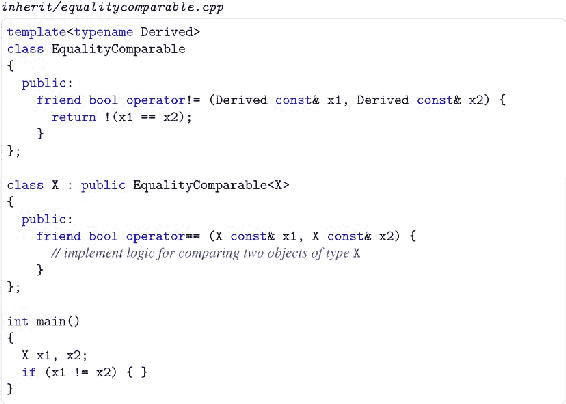 inherit/equalitycomparable.cpp
template<typename Derived>
class EqualityComparable
{
  public:
    friend bool operator!= (Derived const& x1, Derived const& x2) {
      return !(x1 == x2);
    }
};

class X : public EqualityComparable<X>
{
  public:
    friend bool operator== (X const& x1, X const& x2) {
      // implement logic for comparing two objects of type X
    }
};

int main()
{
  X x1, x2;
  if (x1 != x2) { }
}